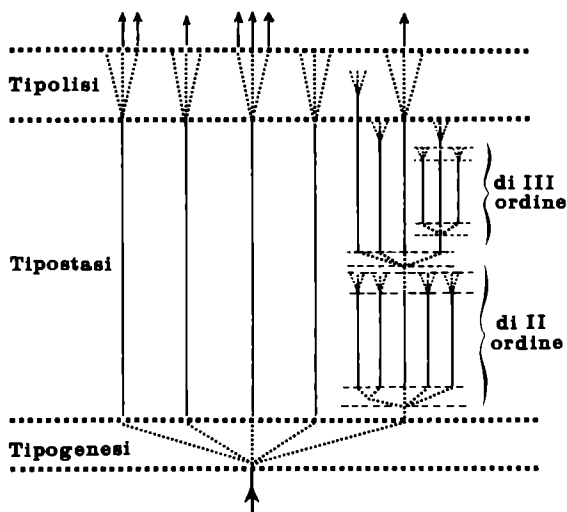 Tipolisi
di III
ordine
Tipostasi
di II
ordine
Tipogenesi